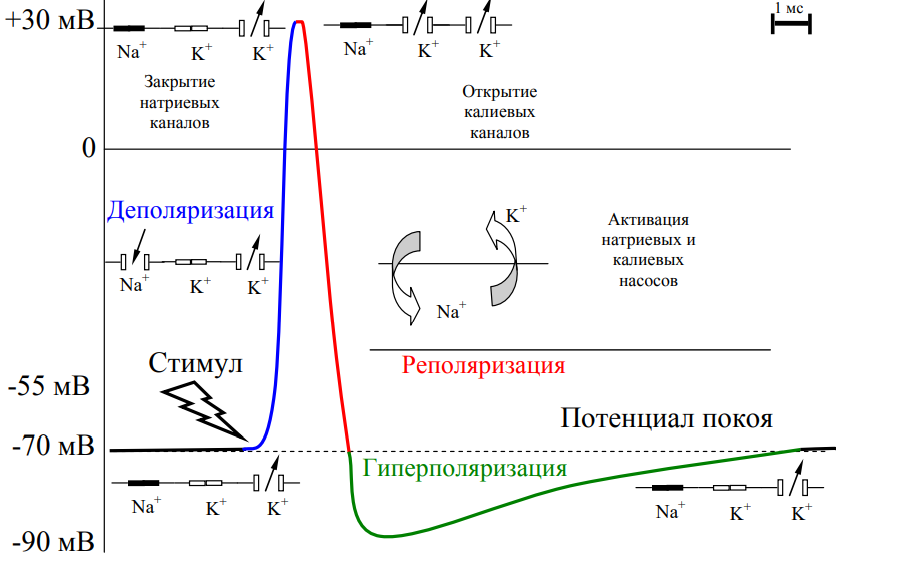 +30 мВ
Na+
K+
K+
Закрытие
натриевых
каналов
Na+
K+
K+
Открытие
калиевых
каналов
1 мс
0
Деполяризация
Na+
K+
K+
K+
Na+
Активация
натриевых и
калиевых
насосов
Стимул
Реполяризация
-55 мВ
Потенциал покоя
-70 мВ
Гиперполяризация
Na+
K+
K+
Na+
K+
K+
-90 мВ